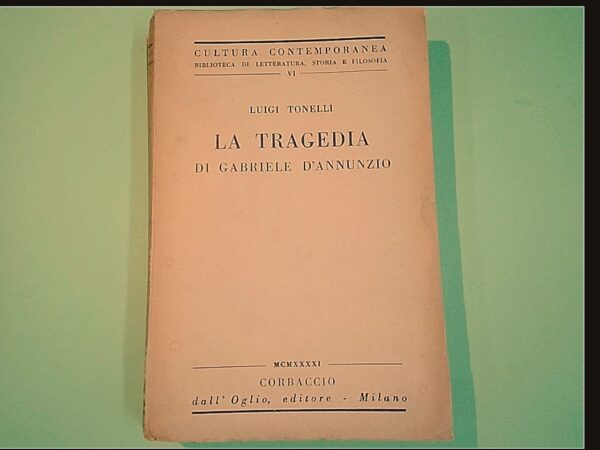 CULTURA CONTEMPORANEA
BIBLIOTECA DI LETTERATURA, STORIA E FILOSOFIA
VI
LUIGI TONELLI
LA TRAGEDIA
DI GABRIELE D'ANNUNZIO
MCMXXXXI
CORBACCIO
dall'Oglio, editore - Milano